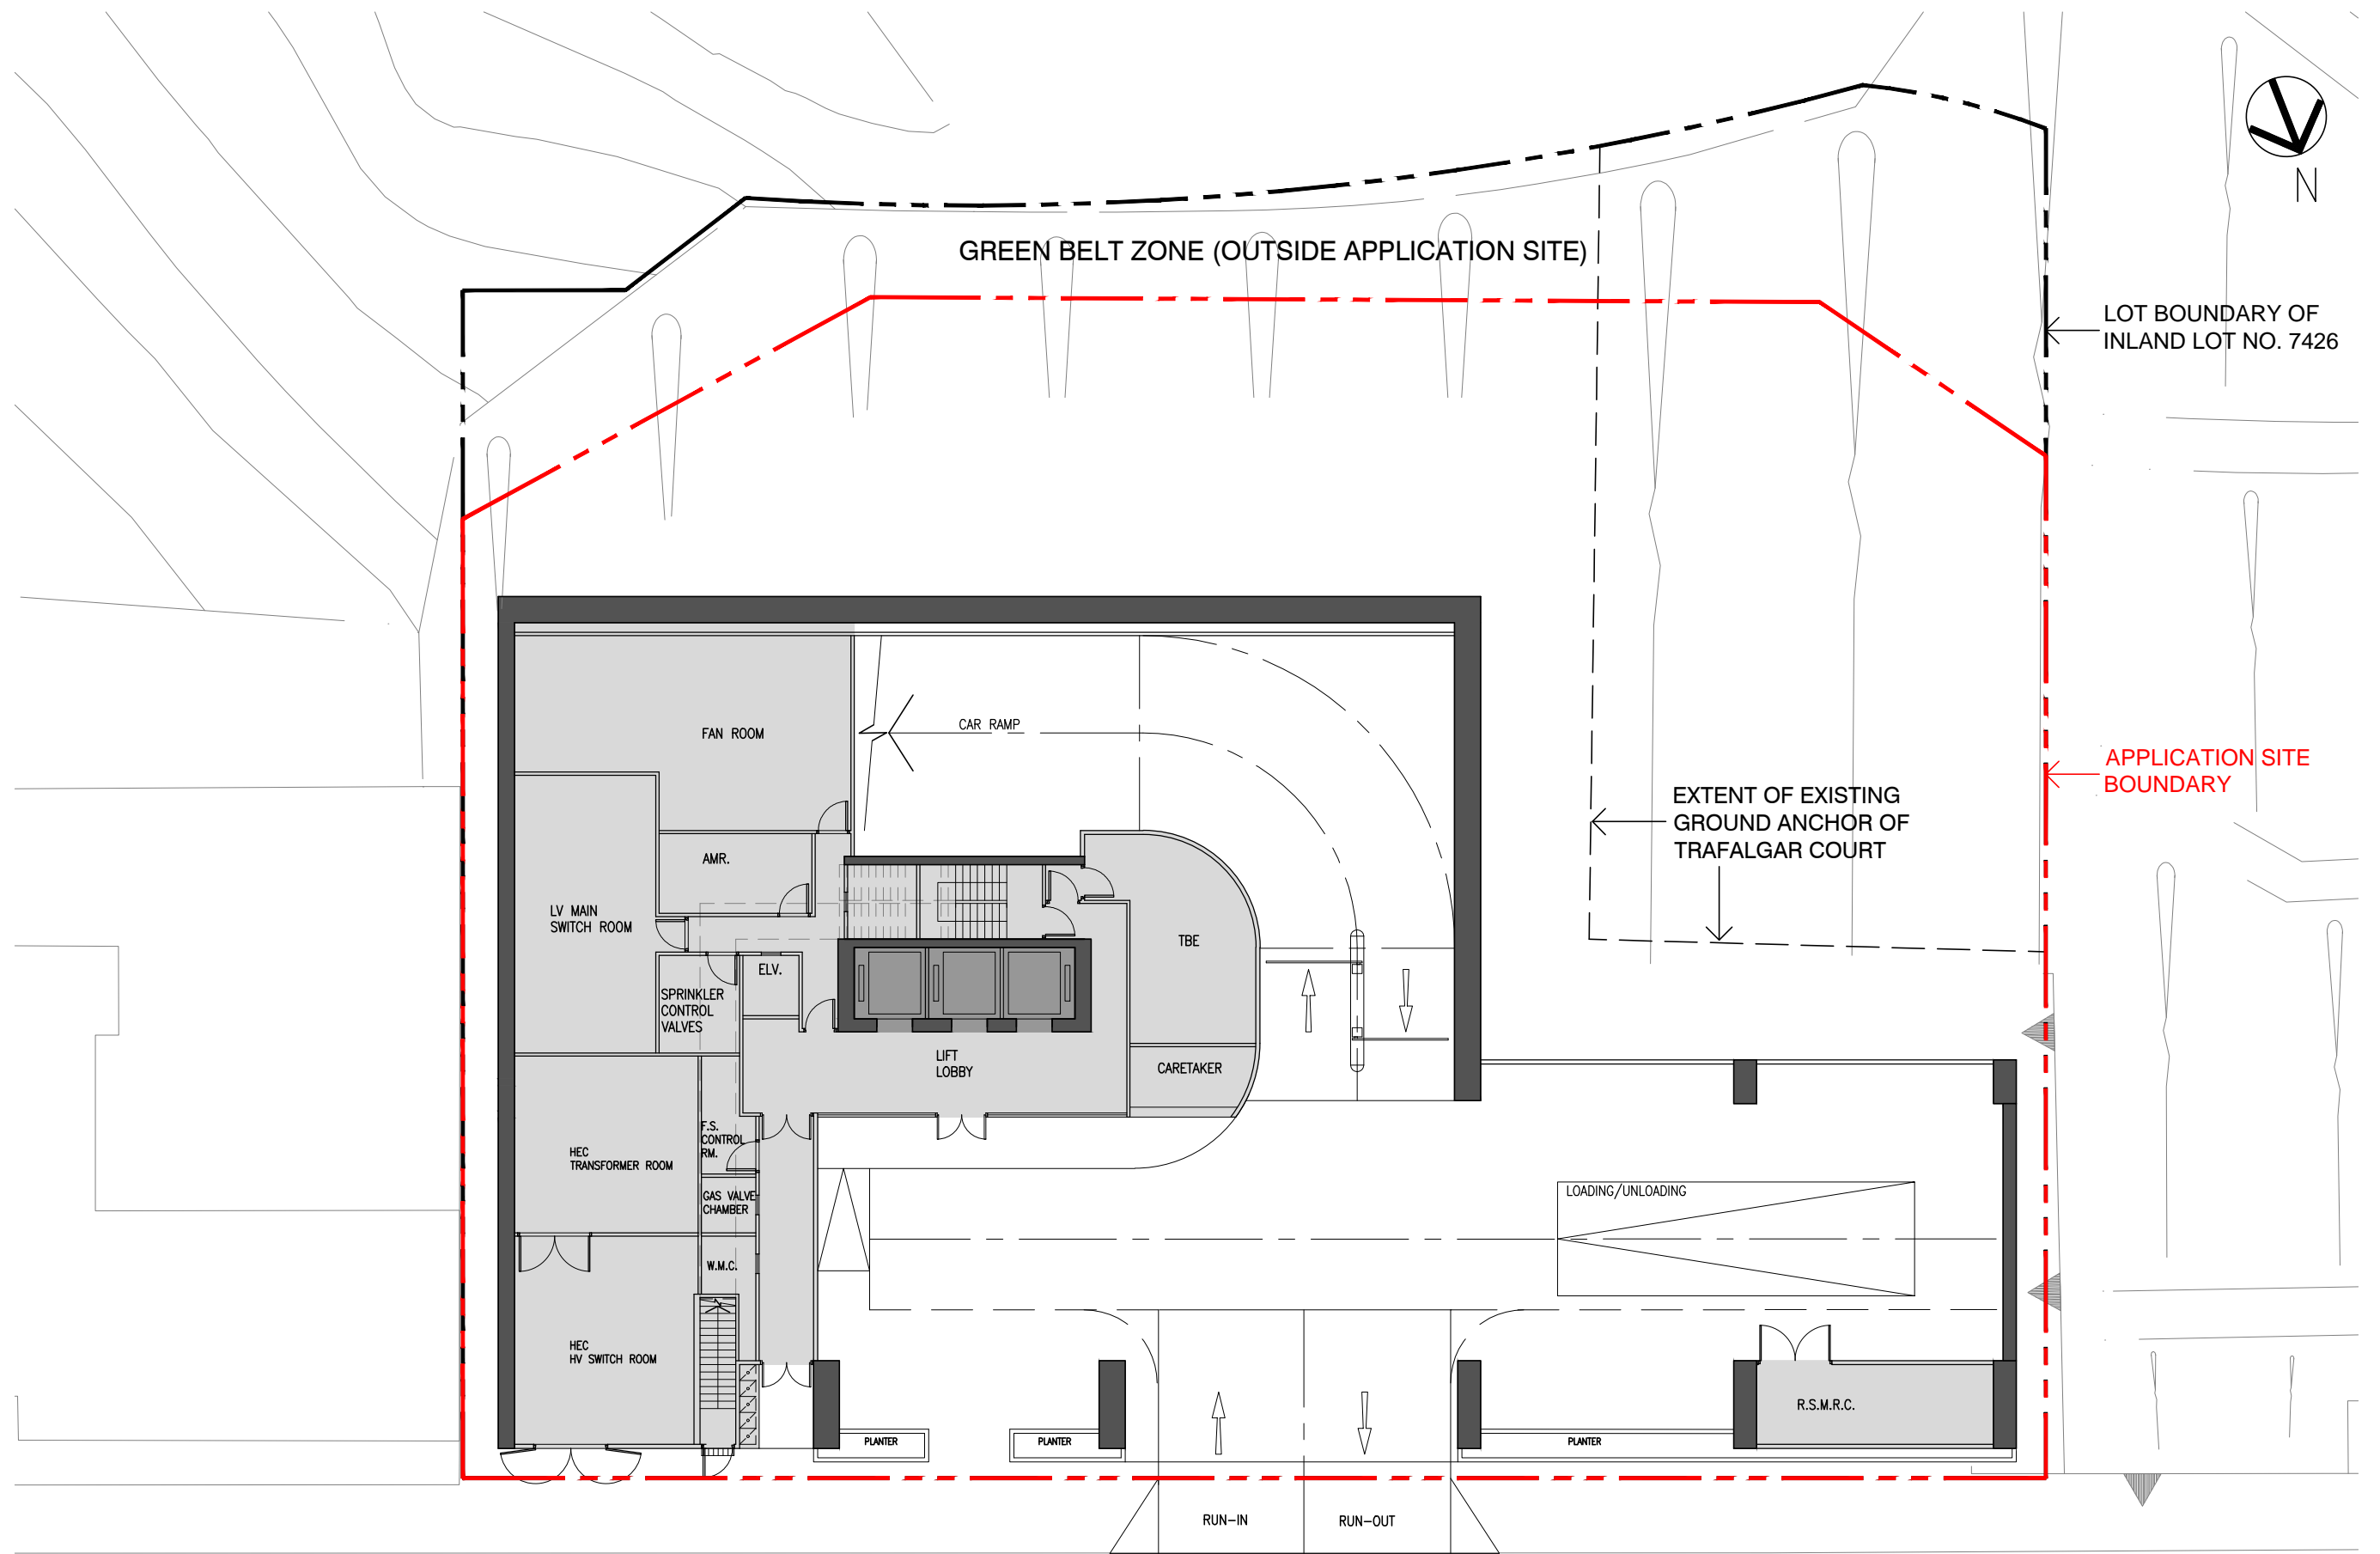 N
GREEN BELT ZONE (OUTSIDE APPLICATION SITE)
LOT BOUNDARY OF
INLAND LOT NO. 7426
FAN ROOM
CAR RAMP
APPLICATION SITE
BOUNDARY
EXTENT OF EXISTING
GROUND ANCHOR OF
TRAFALGAR COURT
AMR.
LV MAIN
SWITCH ROOM
TBE
ELV.
SPRINKLER
CONTROL
VALVES
LIFT
LOBBY
CARETAKER
F.S.
CONTROL
RM.
HEC
TRANSFORMER ROOM
GAS VALVE
CHAMBER
LOADING/UNLOADING
W.M.C.
HEC
HV SWITCH ROOM
R.S.M.R.C.
PLANTER
PLANTER
PLANTER
RUN-IN
RUN-OUT